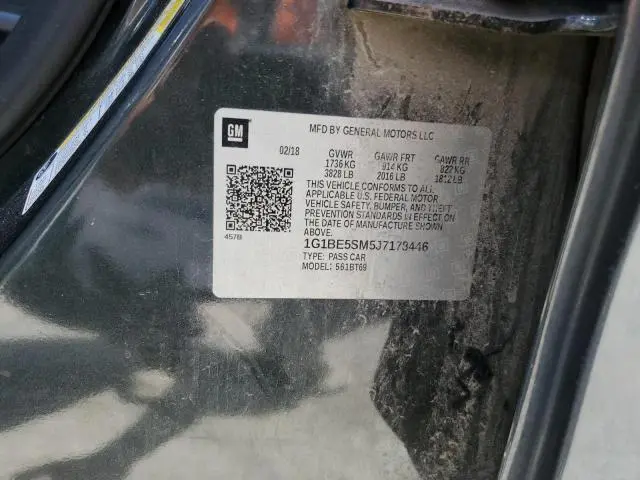 GM
MFD BY GENERAL MOTORS LLC
02/18 GVWR GAWR FRT GAWR RR
1736 KG 914 KG 822 KG
3828 LB 2016 LB 1812 LB
THIS VEHICLE CONFORMS TO ALL
APPLICABLE U.S. FEDERAL MOTOR
VEHICLE SAFETY, BUMPER, AND THEFT
PREVENTION STANDARDS IN EFFECT ON
THE DATE OF MANUFACTURE SHOWN ABOVE
4578
1G1BE5SM5J7179446
TYPE: PASS CAR
MODEL: 5S1BT69